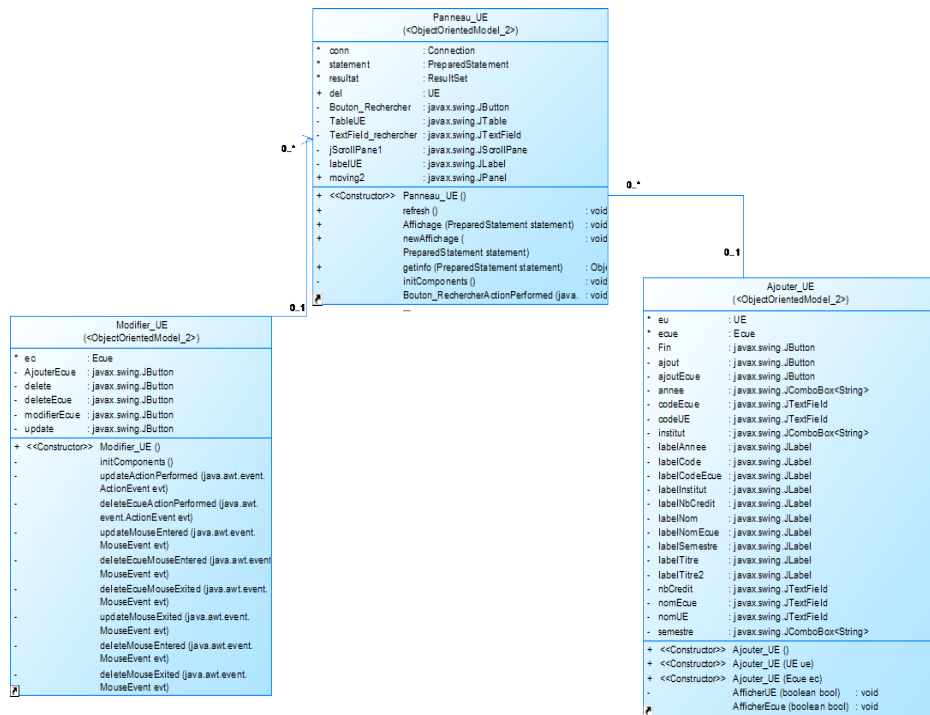 Panneau_UE
(<ObjectOrientedModel_2>)
* conn : Connection
* statement : PreparedStatement
* resultat : ResultSet
+ del : UE
- Bouton_Rechercher : javax.swing.JButton
- TableUE : javax.swing.JTable
- TextField_rechercher : javax.swing.JTextField
- jScrollPane1 : javax.swing.JScrollPane
- labelUE : javax.swing.JLabel
+ moving2 : javax.swing.JPanel
+ <<Constructor>> Panneau_UE ()
+ refresh () : void
+ Affichage (PreparedStatement statement) : void
+ newAffichage ( : void
PreparedStatement statement)
+ getinfo (PreparedStatement statement) : Obj
- initComponents () : void
Bouton_RechercherActionPerformed (java. : void
...
0..*
0..1
0..*
0..1
Modifier_UE
(<ObjectOrientedModel_2>)
* ec : Ecue
- AjouterEcue : javax.swing.JButton
- delete : javax.swing.JButton
- deleteEcue : javax.swing.JButton
- modifierEcue : javax.swing.JButton
- update : javax.swing.JButton
+ <<Constructor>> Modifier_UE ()
- initComponents ()
- updateActionPerformed (java.awt.event.
ActionEvent evt)
- deleteEcueActionPerformed (java.awt.
event.ActionEvent evt)
- updateMouseEntered (java.awt.event.
MouseEvent evt)
- deleteEcueMouseEntered (java.awt.event
MouseEvent evt)
- deleteEcueMouseExited (java.awt.event.
MouseEvent evt)
- updateMouseExited (java.awt.event.
MouseEvent evt)
- deleteMouseEntered (java.awt.event.
MouseEvent evt)
- deleteMouseExited (java.awt.event.
MouseEvent evt)
Ajouter_UE
(<ObjectOrientedModel_2>)
* eu : UE
* ecue : Ecue
- Fin : javax.swing.JButton
- ajout : javax.swing.JButton
- ajoutEcue : javax.swing.JButton
- annee : javax.swing.JComboBox<String>
- codeEcue : javax.swing.JTextField
- codeUE : javax.swing.JTextField
- institut : javax.swing.JComboBox<String>
- labelAnnee : javax.swing.JLabel
- labelCode : javax.swing.JLabel
- labelCodeEcue : javax.swing.JLabel
- labelInstitut : javax.swing.JLabel
- labelNbCredit : javax.swing.JLabel
- labelNom : javax.swing.JLabel
- labelNomEcue : javax.swing.JLabel
- labelSemestre : javax.swing.JLabel
- labelTitre : javax.swing.JLabel
- labelTitre2 : javax.swing.JLabel
- nbCredit : javax.swing.JTextField
- nomEcue : javax.swing.JTextField
- nomUE : javax.swing.JTextField
- semestre : javax.swing.JComboBox<String>
+ <<Constructor>> Ajouter_UE ()
+ <<Constructor>> Ajouter_UE (UE ue)
+ <<Constructor>> Ajouter_UE (Ecue ec)
- AfficherUE (boolean bool) : void
AfficherEcue (boolean bool) : void